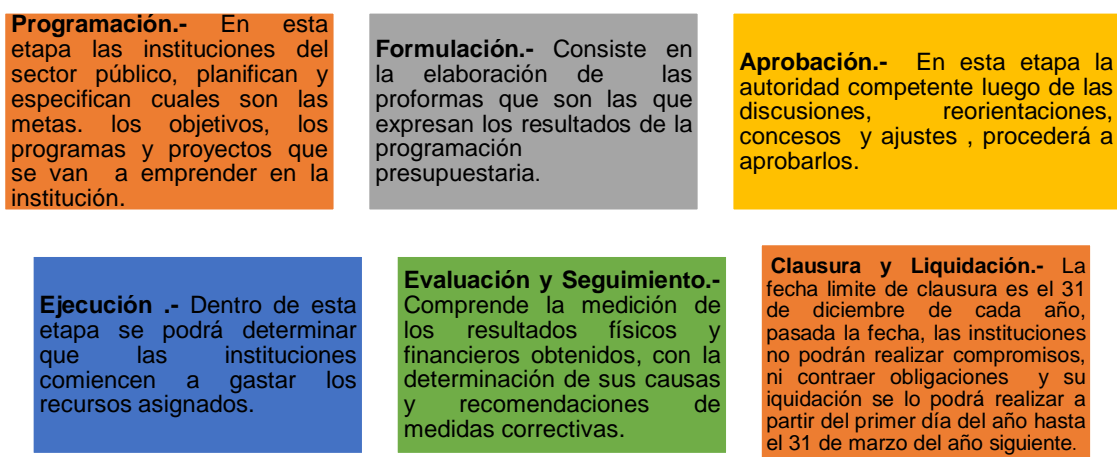 Programación.- En esta
etapa las instituciones del
sector público, planifican y
especifican cuales son las
metas. los objetivos, los
programas y proyectos que
se van a emprender en la
institución.
Formulación.- Consiste en
la elaboración de las
proformas que son las que
expresan los resultados de la
programación
presupuestaria.
Aprobación.- En esta etapa la
autoridad competente luego de las
discusiones, reorientaciones,
concesos y ajustes , procederá a
aprobarlos.
Ejecución .- Dentro de esta
etapa se podrá determinar
que las instituciones
comiencen a gastar los
recursos asignados.
Evaluación y Seguimiento.-
Comprende la medición de
los resultados físicos y
financieros obtenidos, con la
determinación de sus causas
y recomendaciones de
medidas correctivas.
Clausura y Liquidación.- La
fecha limite de clausura es el 31
de diciembre de cada año,
pasada la fecha, las instituciones
no podrán realizar compromisos,
ni contraer obligaciones y su
iquidación se lo podrá realizar a
partir del primer día del año hasta
el 31 de marzo del año siguiente.